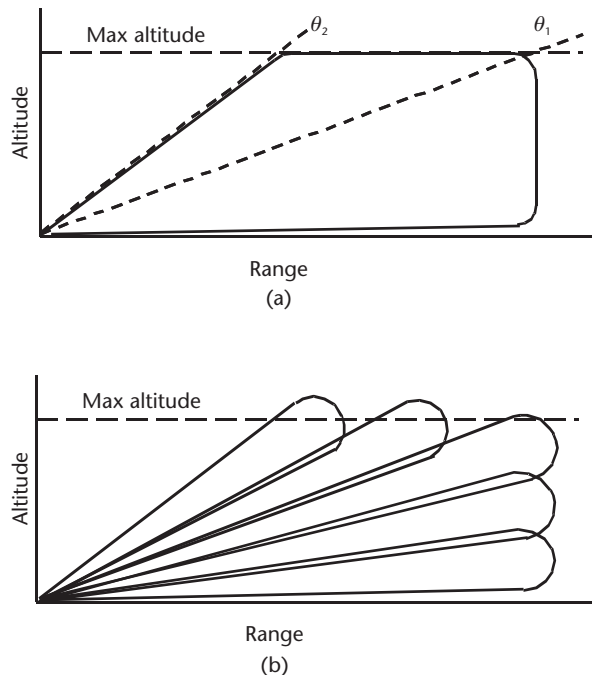 θ2
θ1
Max altitude
Altitude
Range
(a)
Max altitude
Altitude
Range
(b)